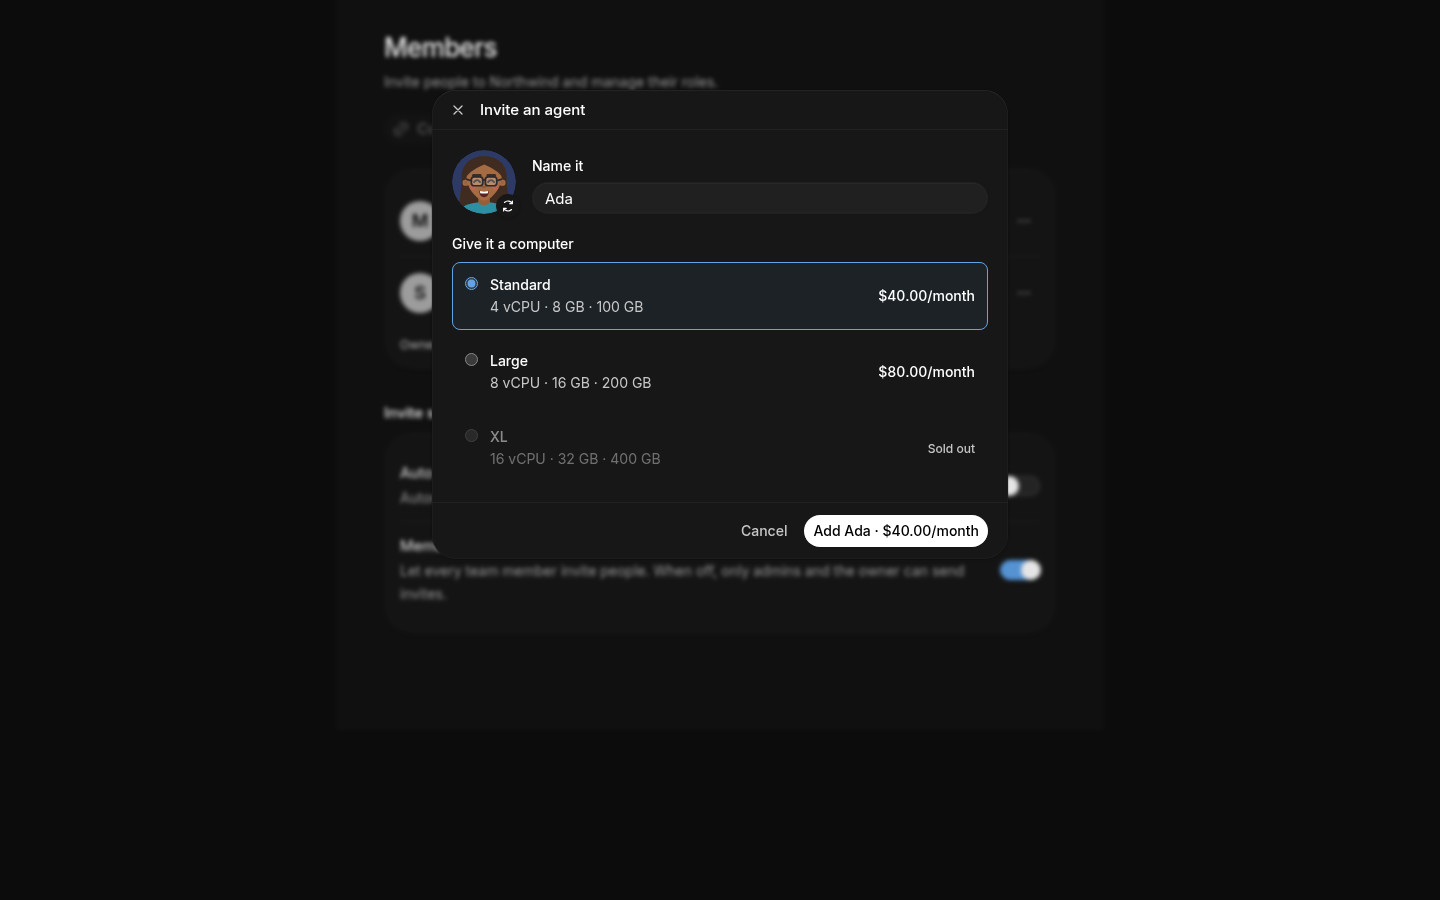 Members
Invite people to Northwind and manage their roles.
Invite an agent
Name it
Ada
M
Give it a computer
Standard
4 vCPU · 8 GB · 100 GB
$40.00/month
S
Large
8 vCPU · 16 GB · 200 GB
$80.00/month
Invite
XL
16 vCPU · 32 GB · 400 GB
Sold out
Cancel
Add Ada · $40.00/month
Let every team member invite people. When off, only admins and the owner can send
invites.